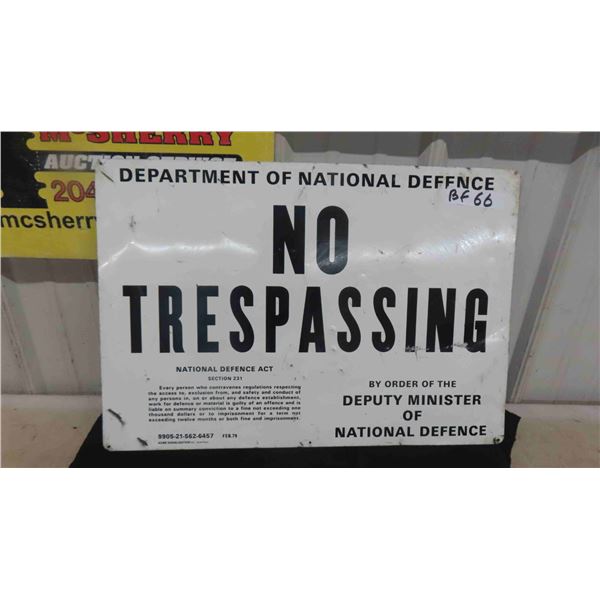 McSHERRY
AUCTION SERVICE
204
mcsherry
DEPARTMENT OF NATIONAL DEFENCE
BF 66
NO
TRESPASSING
NATIONAL DEFENCE ACT
SECTION 231
Every person who contravenes regulations respecting
the access to, exclusion from, and safety and conduct of
any persons in, on or about any defence establishment,
work for defence or material is guilty of an offence and is
liable on summary conviction to a fine not exceeding one
thousand dollars or to imprisonment for a term not
exceeding twelve months or both fine and imprisonment.
9905-21-562-6457 FEB.79
BY ORDER OF THE
DEPUTY MINISTER
OF
NATIONAL DEFENCE